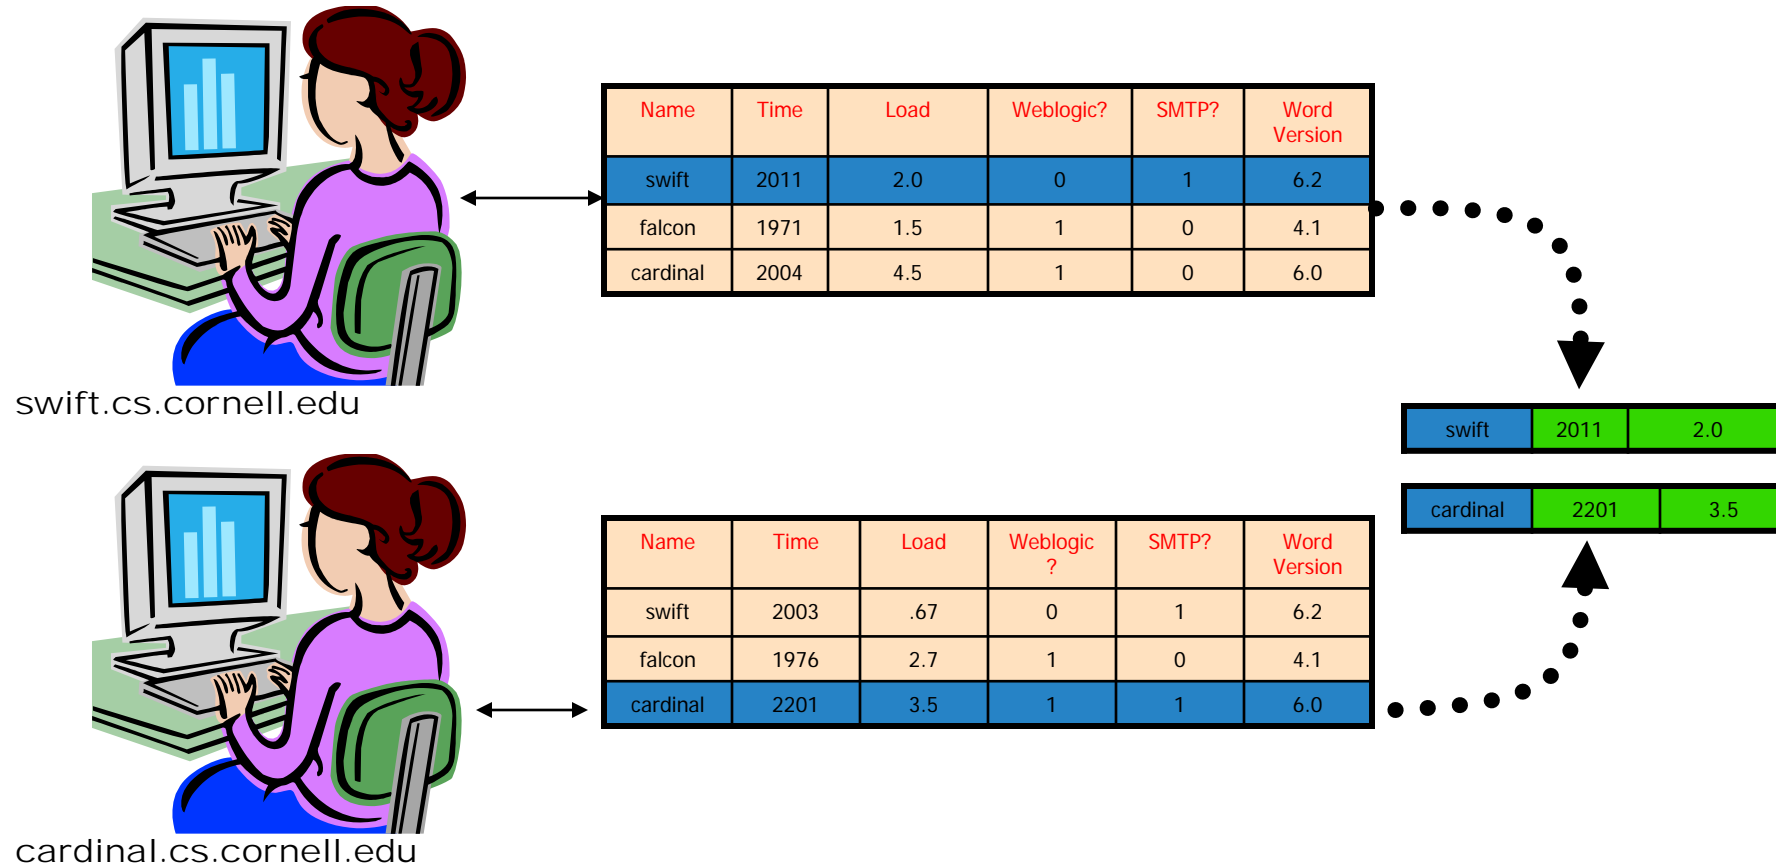 Name Time Load Weblogic? SMTP? Word
Version
swift 2011 2.0 0 1 6.2
falcon 1971 1.5 1 0 4.1
cardinal 2004 4.5 1 0 6.0
swift.cs.cornell.edu
swift 2011 2.0
cardinal 2201 3.5
Name Time Load Weblogic SMTP? Word
? Version
swift 2003 .67 0 1 6.2
falcon 1976 2.7 1 0 4.1
cardinal 2201 3.5 1 1 6.0
cardinal.cs.cornell.edu